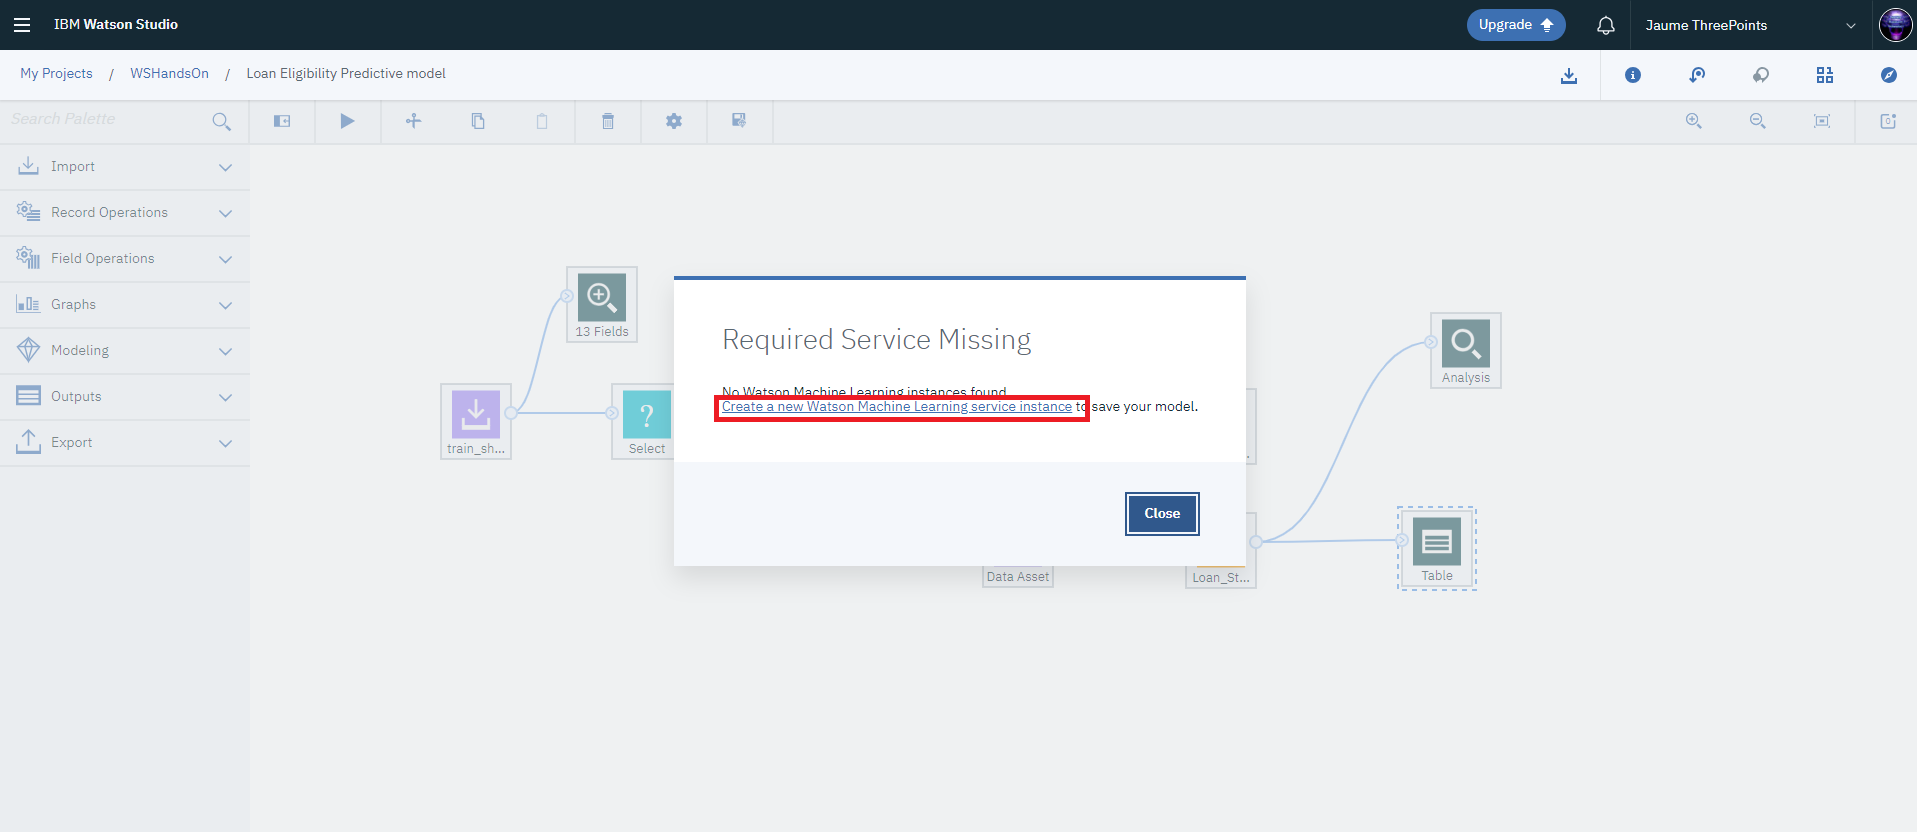 IBM Watson Studio
Upgrade
Jaume ThreePoints
My Projects / WSHandsOn / Loan Eligibility Predictive model
Search Palette
Import
Record Operations
Field Operations
Graphs
Modeling
Outputs
Export
13 Fields
train_sh...
?
Select
Required Service Missing
No Watson Machine Learning instances found
Create a new Watson Machine Learning service instance to save your model.
Close
Analysis
Data Asset
Loan_St...
Table